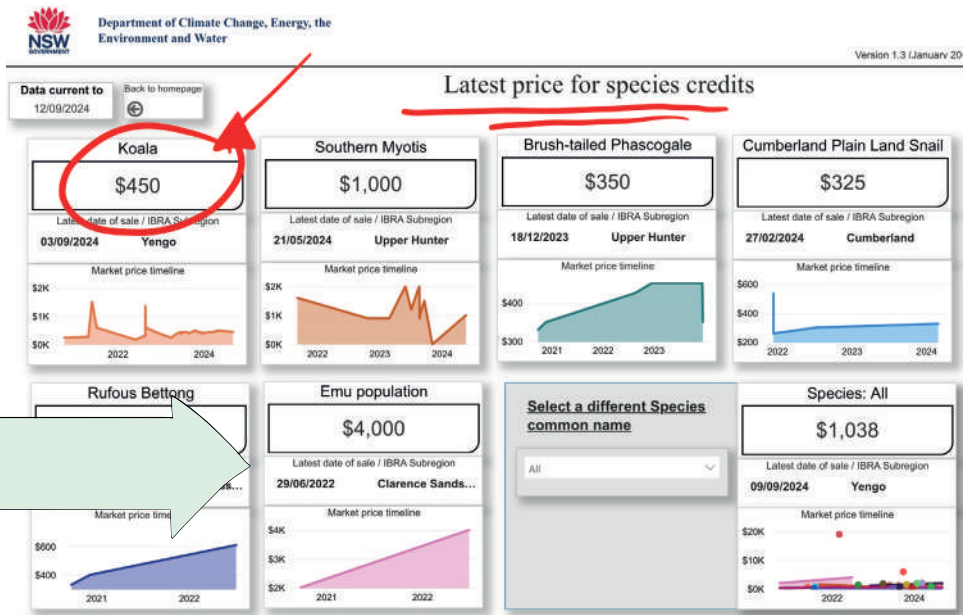 NSW
GOVERNMENT
Department of Climate Change, Energy, the
Environment and Water
Version 1.3 (January 20
Data current to
12/09/2024
Back to homepage
Latest price for species credits
Koala
$450
Latest date of sale / IBRA Subregion
03/09/2024 Yengo
Market price timeline
$2K
$1K
$0K
2022 2024
Southern Myotis
$1,000
Latest date of sale / IBRA Subregion
21/05/2024 Upper Hunter
Market price timeline
$2K
$1K
$0K
2022 2023 2024
Brush-tailed Phascogale
$350
Latest date of sale / IBRA Subregion
18/12/2023 Upper Hunter
Market price timeline
$400
$300
2021 2022 2023
Cumberland Plain Land Snail
$325
Latest date of sale / IBRA Subregion
27/02/2024 Cumberland
Market price timeline
$600
$400
$200
2022 2023 2024
Rufous Bettong
Market price time
$600
$400
2021 2022
Emu population
$4,000
Latest date of sale / IBRA Subregion
29/06/2022 Clarence Sands...
Market price timeline
$4K
$3K
$2K
2021 2022
Select a different Species
common name
All
Species: All
$1,038
Latest date of sale / IBRA Subregion
09/09/2024 Yengo
Market price timeline
$20K
$10K
$0K
2022 2024